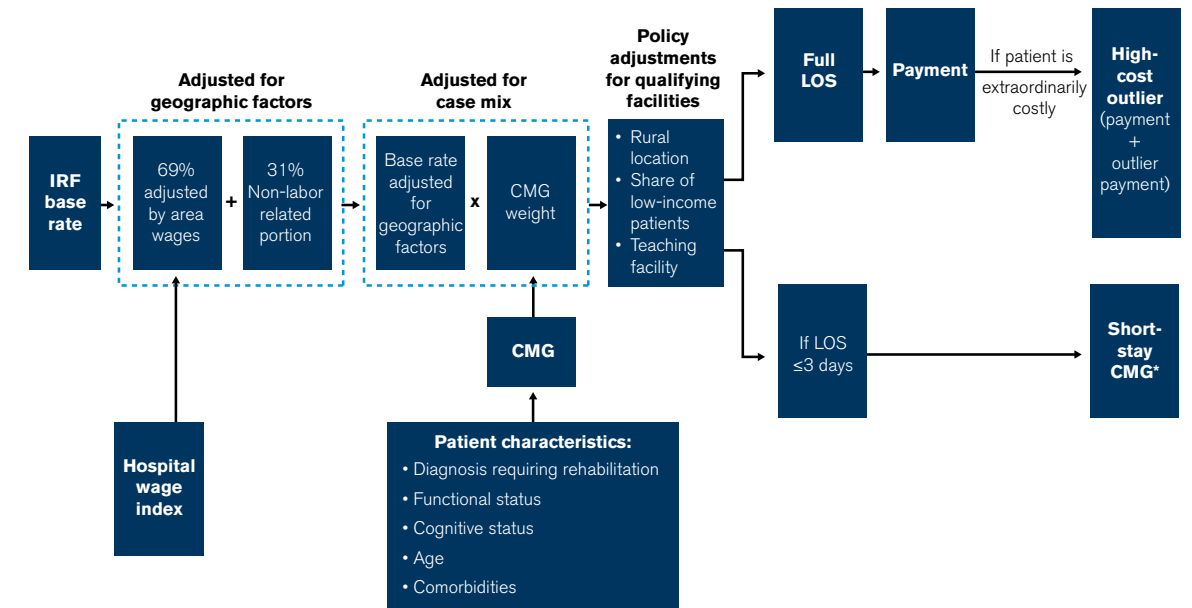 Adjusted for
geographic factors
Adjusted for
case mix
Policy
adjustments
for qualifying
facilities
IRF
base
rate
69%
adjusted
by area
wages
+
31%
Non-labor
related
portion
Base rate
adjusted
for
geographic
factors
x
CMG
weight
• Rural
location
• Share of
low-income
patients
• Teaching
facility
Full
LOS
Payment
If patient is
extraordinarily
costly
High-
cost
outlier
(payment
+
outlier
payment)
If LOS
≤3 days
Short-
stay
CMG*
CMG
Hospital
wage
index
Patient characteristics:
• Diagnosis requiring rehabilitation
• Functional status
• Cognitive status
• Age
• Comorbidities